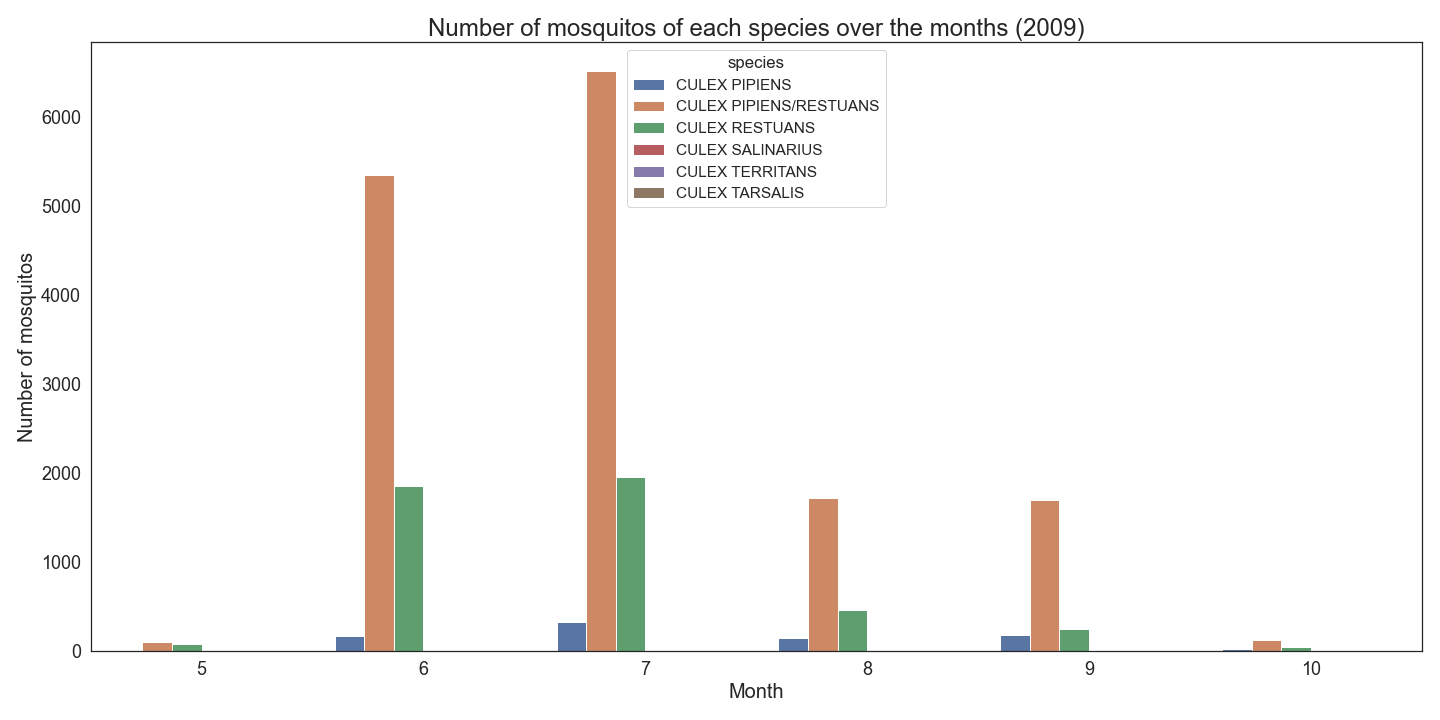 Number of mosquitos of each species over the months (2009)
species
CULEX PIPIENS
CULEX PIPIENS/RESTUANS
CULEX RESTUANS
CULEX SALINARIUS
CULEX TERRITANS
CULEX TARSALIS
Number of mosquitos
6000
5000
4000
3000
2000
1000
0
5 6 7 8 9 10
Month